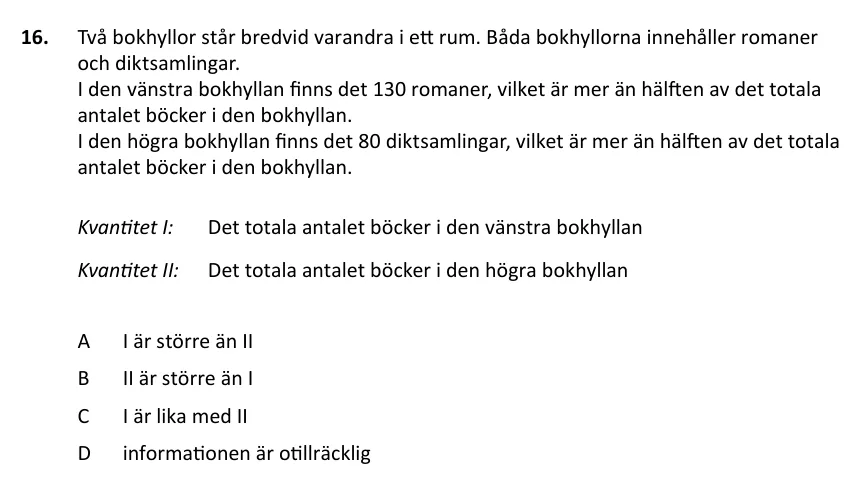 16. Två bokhyllor står bredvid varandra i ett rum. Båda bokhyllorna innehåller romaner
och diktsamlingar.
I den vänstra bokhyllan finns det 130 romaner, vilket är mer än hälften av det totala
antalet böcker i den bokhyllan.
I den högra bokhyllan finns det 80 diktsamlingar, vilket är mer än hälften av det totala
antalet böcker i den bokhyllan.
Kvantitet I: Det totala antalet böcker i den vänstra bokhyllan
Kvantitet II: Det totala antalet böcker i den högra bokhyllan
A I är större än II
B II är större än I
C I är lika med II
D informationen är otillräcklig